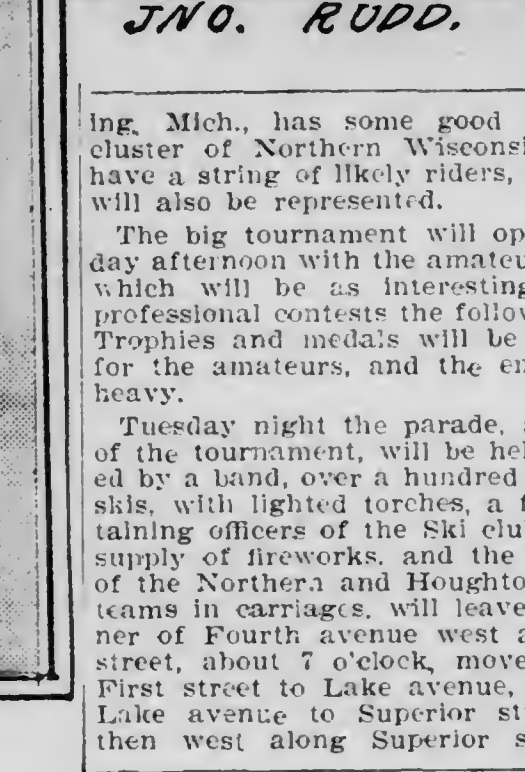 JNO. RUDD.
ing, Mich., has some good
cluster of Northern Wisconsi
have a string of likely riders,
will also be represented.
The big tournament will op
day afternoon with the amateu
which will be as interesting
professional contests the follov
Trophies and medals will be
for the amateurs, and the en
heavy.
Tuesday night the parade,
of the tournament, will be hel
ed by a band, over a hundred
skis, with lighted torches, a f
taining officers of the Ski clu
supply of fireworks, and the
of the Northern and Houghto
teams in carriages, will leave
ner of Fourth avenue west a
street, about 7 o'clock, move
First street to Lake avenue,
Lake avenue to Superior st
then west along Superior s